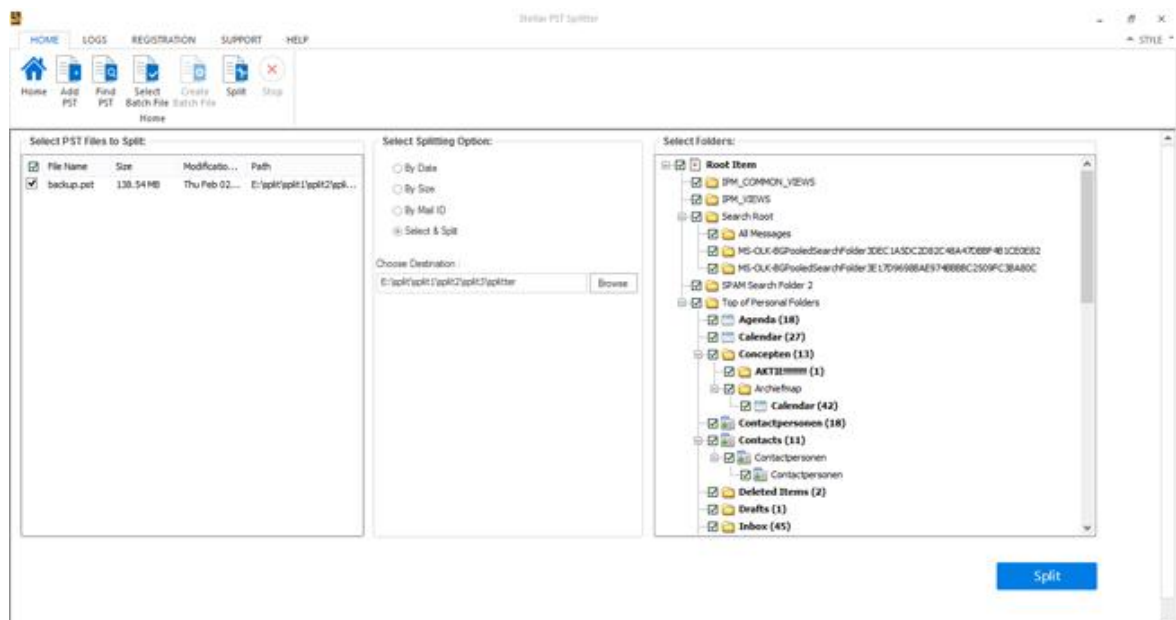 Stellar PST Splitter
HOME LOGS REGISTRATION SUPPORT HELP STYLE
Home Add PST Find PST Select Batch File Create Batch File Split Stop
Home
Select PST Files to Split:
File Name Size Modificatio... Path
backup.pst 138.54 MB Thu Feb 02... E:\split\split1\split2\spli...
Select Splitting Option:
By Date
By Size
By Mail ID
Select & Split
Choose Destination :
E:\split\split1\split2\split3\splitter Browse
Select Folders:
Root Item
IPM_COMMON_VIEWS
IPM_VIEWS
Search Root
All Messages
SPAM Search Folder 2
Top of Personal Folders
Agenda (18)
Calendar (27)
Concepten (13)
AKTIE!!!!!!!!! (1)
Archiefmap
Calendar (42)
Contactpersonen (18)
Contacts (11)
Contactpersonen
Contactpersonen
Deleted Items (2)
Drafts (1)
Inbox (45)
Split